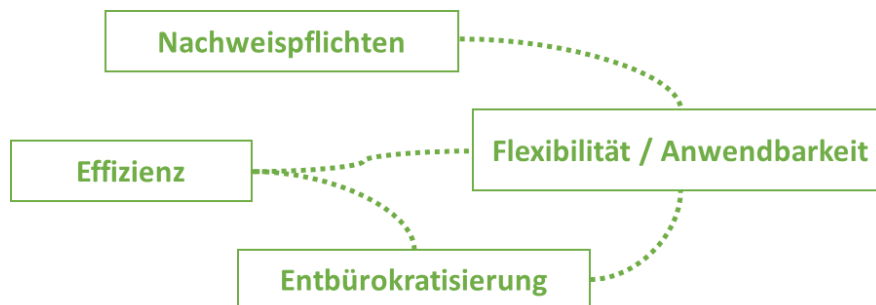 Nachweispflichten
Flexibilität / Anwendbarkeit
Effizienz
Entbürokratisierung